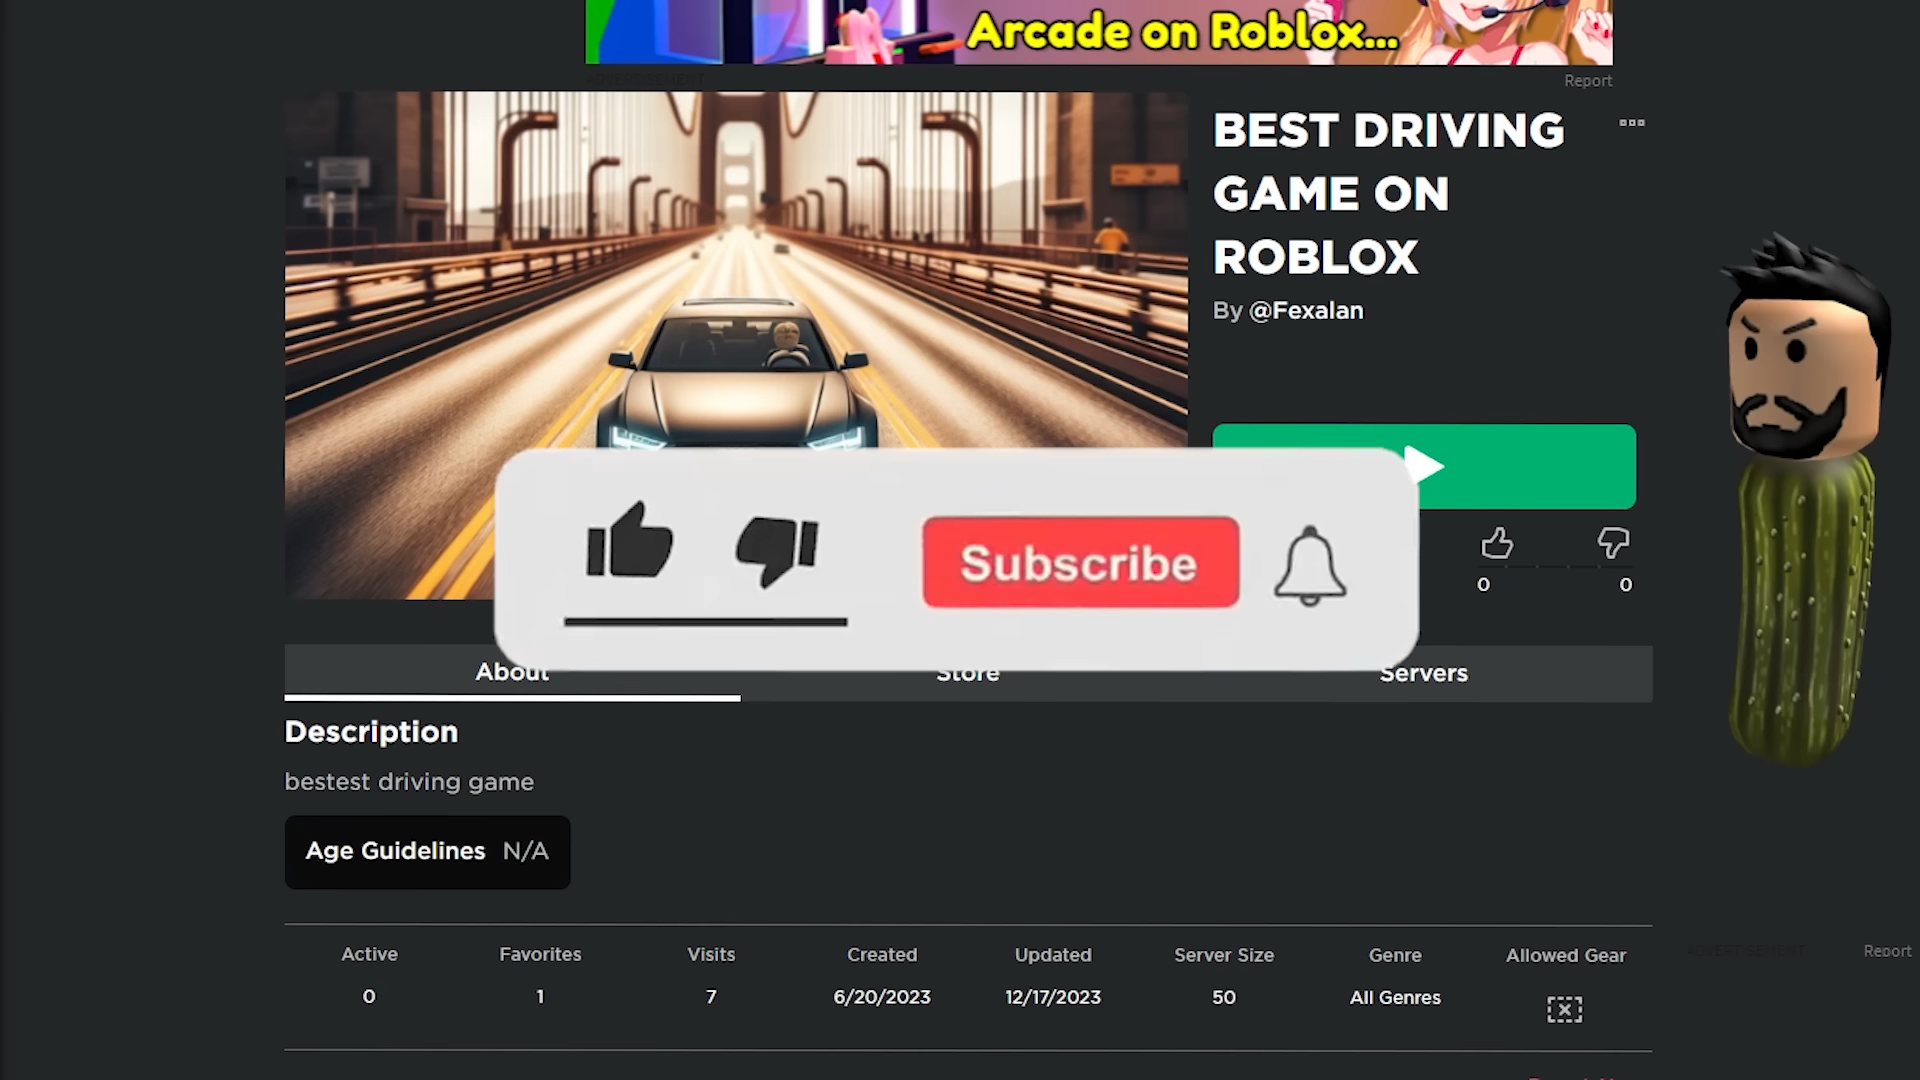 Arcade on Roblox...
ADVERTISEMENT
Report
BEST DRIVING
GAME ON
ROBLOX
By @Fexalan
Subscribe
0
0
About
Store
Servers
Description
bestest driving game
Age Guidelines N/A
Active
Favorites
Visits
Created
Updated
Server Size
Genre
Allowed Gear
0
1
7
6/20/2023
12/17/2023
50
All Genres
ADVERTISEMENT
Report